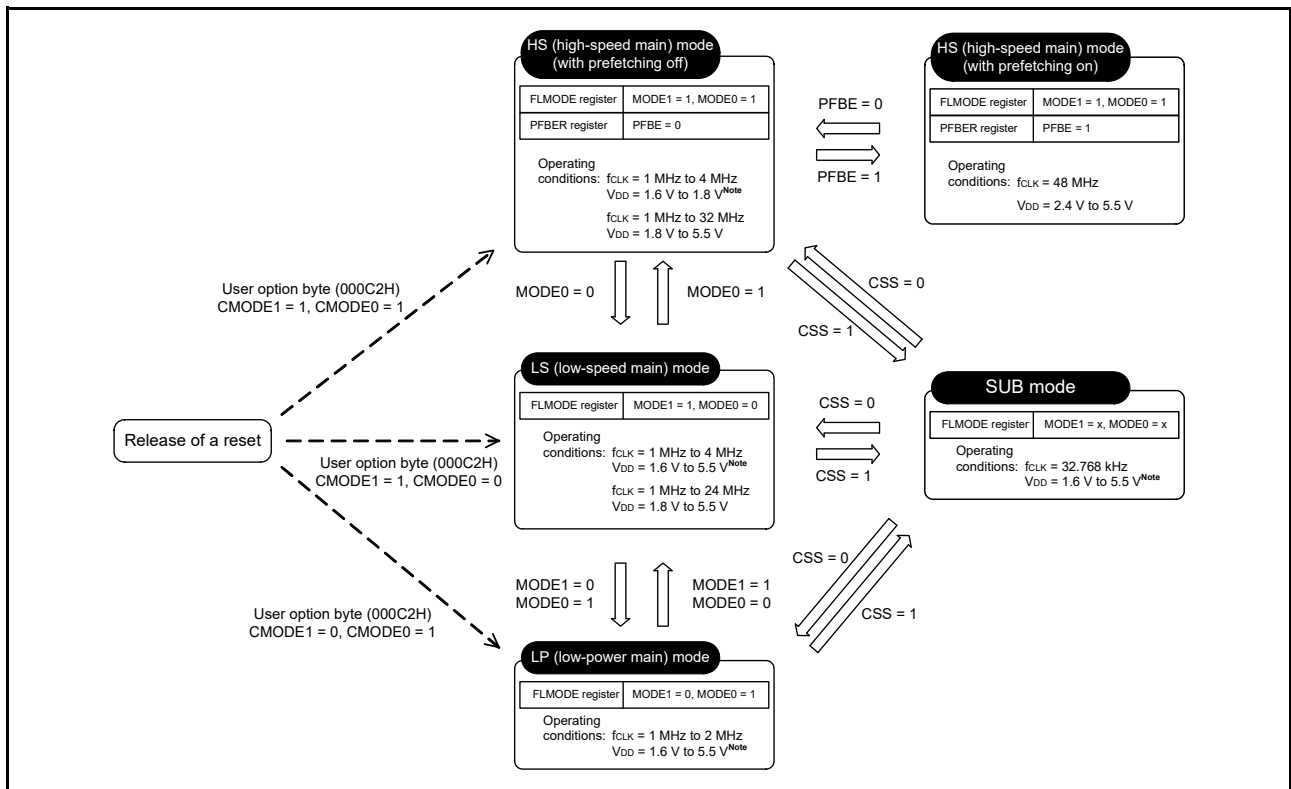 HS (high-speed main) mode
(with prefetching off)
FLMODE register MODE1 = 1, MODE0 = 1
PFBER register PFBE = 0
Operating
conditions: fCLK = 1 MHz to 4 MHz
VDD = 1.6 V to 1.8 VNote
fCLK = 1 MHz to 32 MHz
VDD = 1.8 V to 5.5 V
PFBE = 0
PFBE = 1
HS (high-speed main) mode
(with prefetching on)
FLMODE register MODE1 = 1, MODE0 = 1
PFBER register PFBE = 1
Operating
conditions: fCLK = 48 MHz
VDD = 2.4 V to 5.5 V
User option byte (000C2H)
CMODE1 = 1, CMODE0 = 1
MODE0 = 0
MODE0 = 1
CSS = 0
CSS = 1
Release of a reset
User option byte (000C2H)
CMODE1 = 1, CMODE0 = 0
LS (low-speed main) mode
FLMODE register MODE1 = 1, MODE0 = 0
Operating
conditions: fCLK = 1 MHz to 4 MHz
VDD = 1.6 V to 5.5 VNote
fCLK = 1 MHz to 24 MHz
VDD = 1.8 V to 5.5 V
CSS = 0
CSS = 1
SUB mode
FLMODE register MODE1 = x, MODE0 = x
Operating
conditions: fCLK = 32.768 kHz
VDD = 1.6 V to 5.5 VNote
User option byte (000C2H)
CMODE1 = 0, CMODE0 = 1
MODE1 = 0
MODE0 = 1
MODE1 = 1
MODE0 = 0
CSS = 0
CSS = 1
LP (low-power main) mode
FLMODE register MODE1 = 0, MODE0 = 1
Operating
conditions: fCLK = 1 MHz to 2 MHz
VDD = 1.6 V to 5.5 VNote